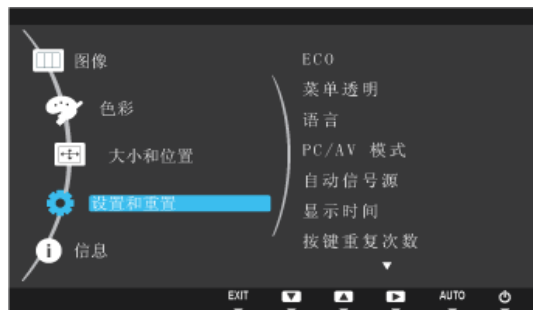 图像
色彩
大小和位置
设置和重置
信息
ECO
菜单透明
语言
PC/AV 模式
自动信号源
显示时间
按键重复次数
EXIT
AUTO